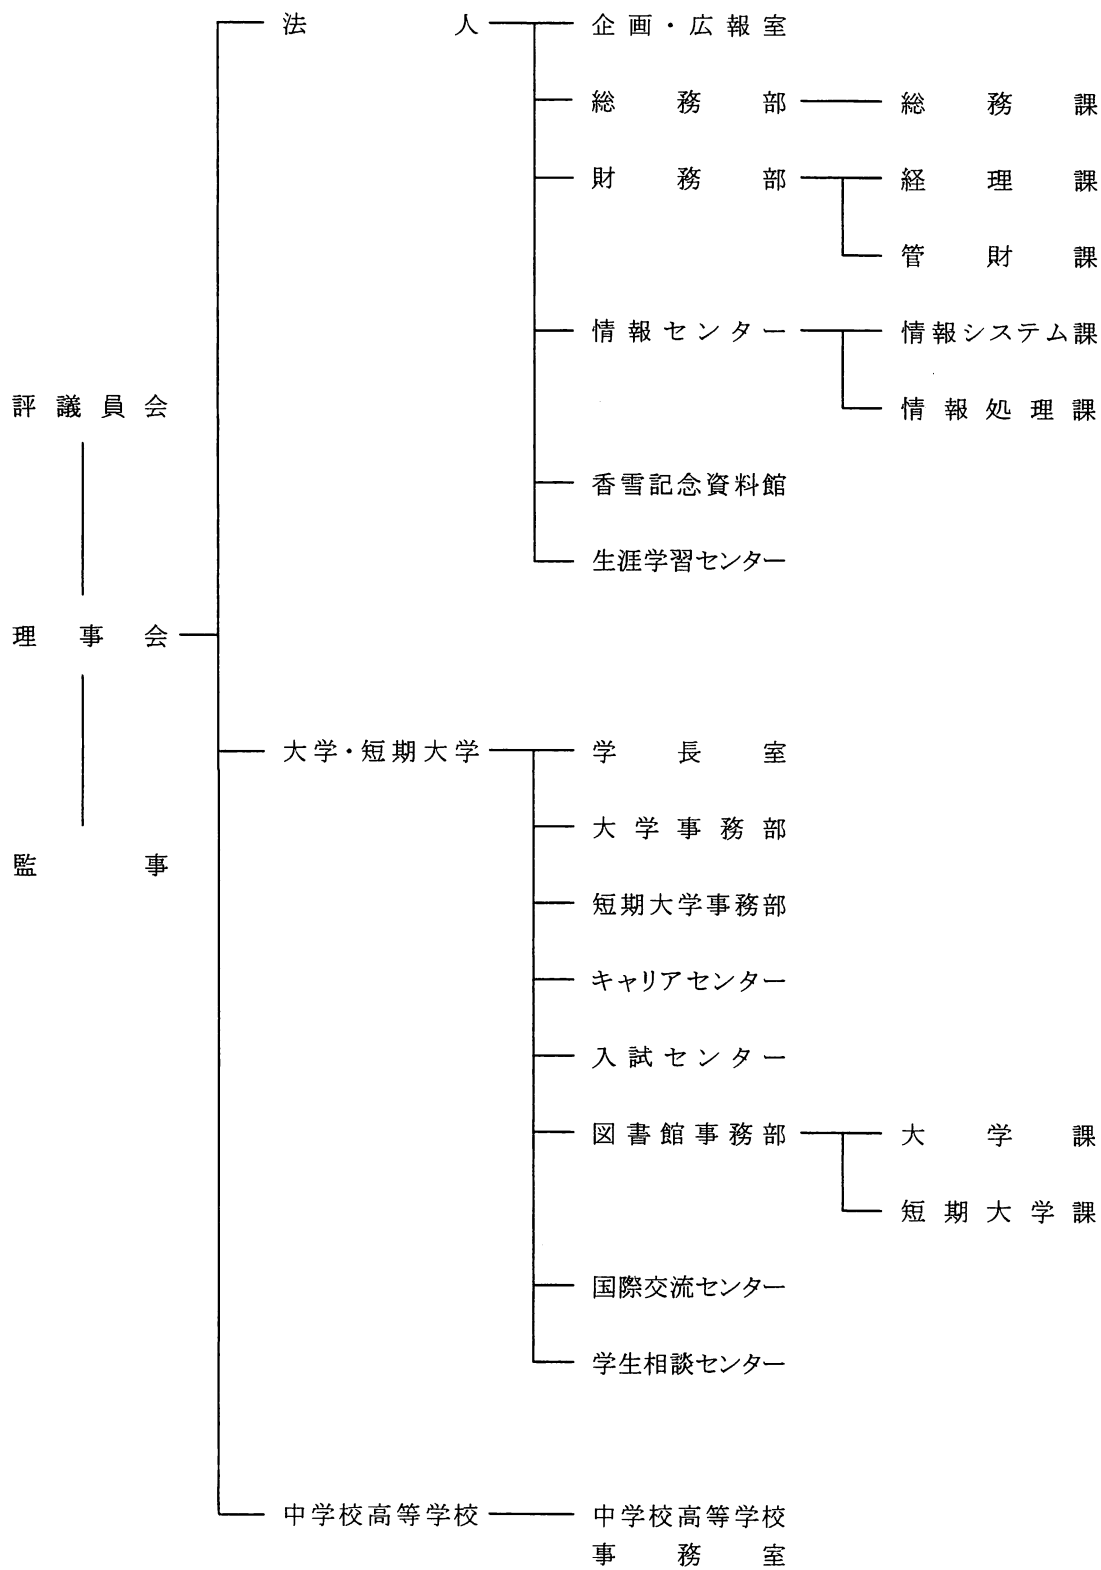 法人
企画・広報室
総務部
総務課
財務部
経理課
管財課
情報センター
情報システム課
情報処理課
香雪記念資料館
生涯学習センター
評議員会
理事会
監事
大学・短期大学
学長室
大学事務部
短期大学事務部
キャリアセンター
入試センター
図書館事務部
大学課
短期大学課
国際交流センター
学生相談センター
中学校高等学校
中学校高等学校
事務室